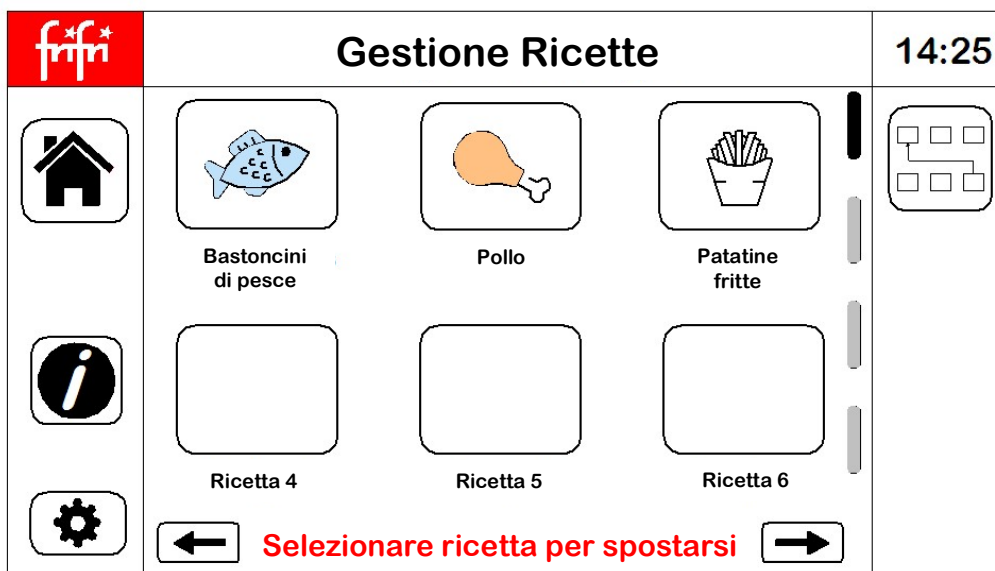 frifri
Gestione Ricette
14:25
Bastoncini
di pesce
Pollo
Patatine
fritte
i
Ricetta 4
Ricetta 5
Ricetta 6
Selezionare ricetta per spostarsi